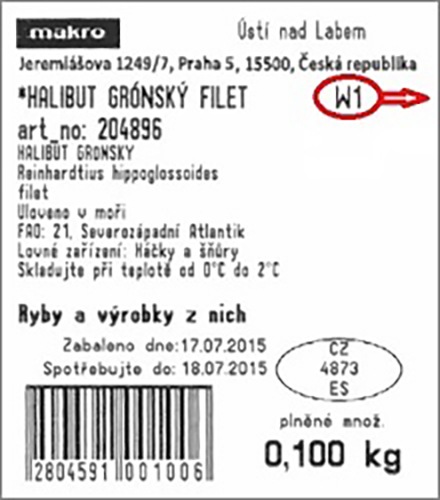 makro Ústí nad Labem
Jeremlášova 1249/7, Praha 5, 15500, Česká republika
*HALIBUT GRÓNSKÝ FILET W1
art_no: 204896
HALIBUT GRONSKY
Reinhardtius hippoglossoides
filet
Uloveno v moři
FAO: 21, Severozápadní Atlantik
Lovné zařízení: Háčky a šňůry
Skladujte při teplotě od 0°C do 2°C
Ryby a výrobky z nich
Zabaleno dne:17.07.2015
Spotřebujte do: 18.07.2015
CZ
4873
ES
plněné množ.
0,100 kg
2804591 001006